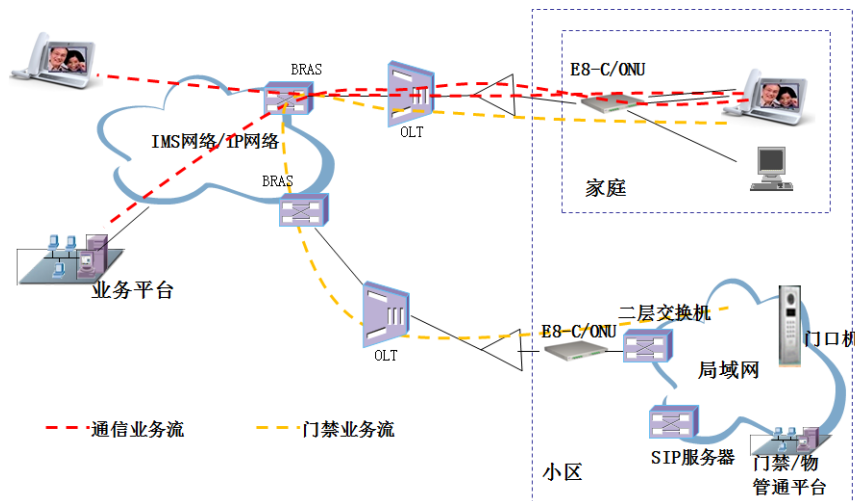 BRAS
E8-C/ONU
OLT
IMS网络/IP网络
BRAS
家庭
业务平台
二层交换机
E8-C/ONU
门口机
OLT
局域网
通信业务流
门禁业务流
SIP服务器
门禁/物
管通平台
小区